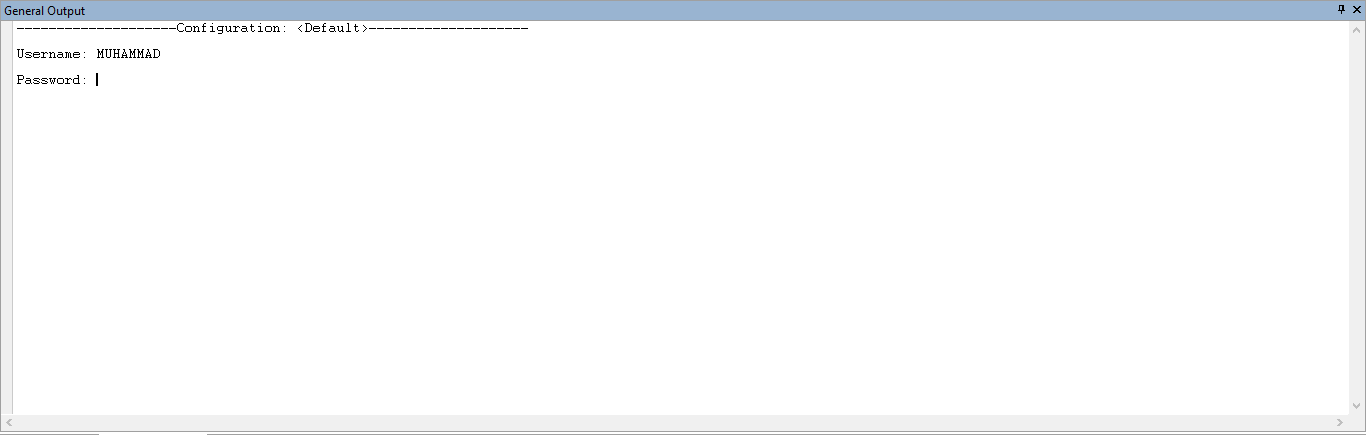 General Output
--------------------Configuration: <Default>--------------------
Username: MUHAMMAD
Password: